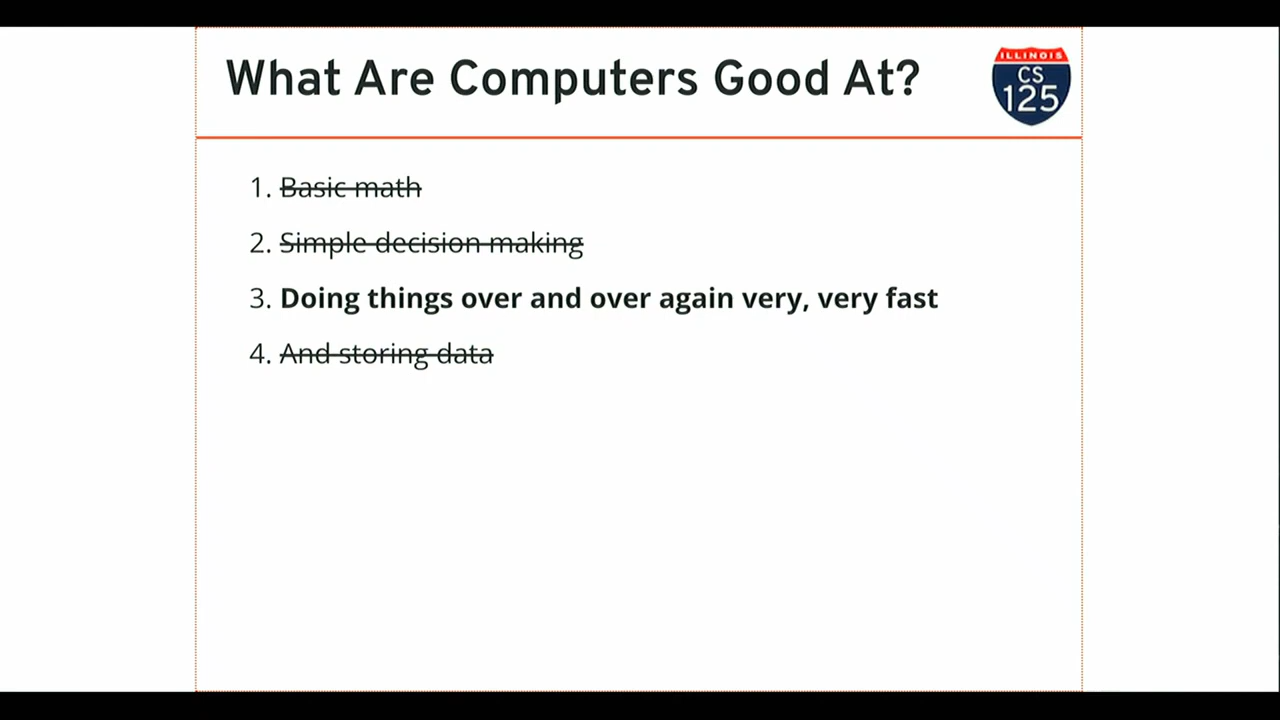 What Are Computers Good At?
ILLINOIS
CS
125
1. Basic math
2. Simple decision making
3. Doing things over and over again very, very fast
4. And storing data